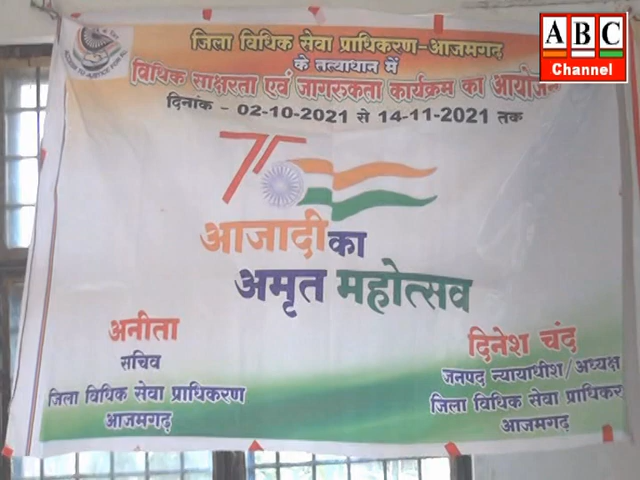 जिला विधिक सेवा प्राधिकरण-आजमगढ़
के तत्वाधान में
विधिक साक्षरता एवं जागरुकता कार्यक्रम का आयोजन
दिनांक - 02-10-2021 से 14-11-2021 तक
75
आजादी का
अमृत महोत्सव
अनीता
सचिव
जिला विधिक सेवा प्राधिकरण
आजमगढ़
दिनेश चंद
जनपद न्यायाधीश/अध्यक्ष
जिला विधिक सेवा प्राधिकर
आजमगढ़
ABC
Channel